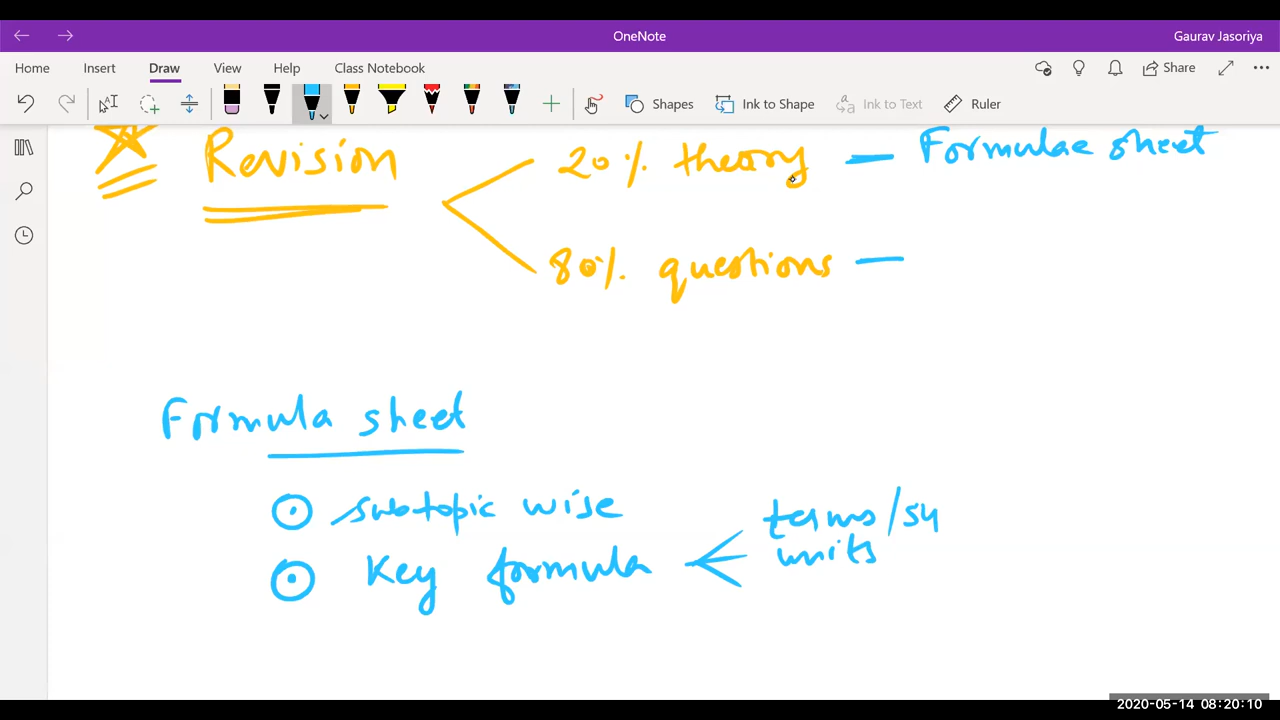 OneNote
Gaurav Jasoriya
Home Insert Draw View Help Class Notebook Share
Shapes Ink to Shape Ink to Text Ruler
Revision
20% theory — Formulae sheet
80% questions —
Formula sheet
subtopic wise
Key formula
terms/sy
units
2020-05-14 08:20:10